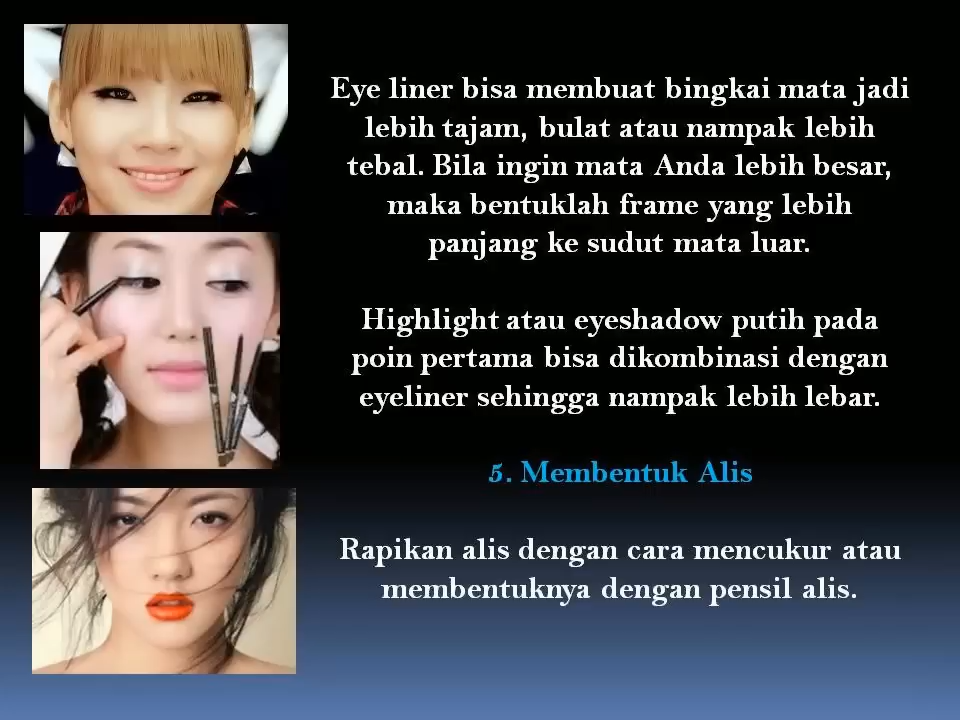 Eye liner bisa membuat bingkai mata jadi
lebih tajam, bulat atau nampak lebih
tebal. Bila ingin mata Anda lebih besar,
maka bentuklah frame yang lebih
panjang ke sudut mata luar.
Highlight atau eyeshadow putih pada
poin pertama bisa dikombinasi dengan
eyeliner sehingga nampak lebih lebar.
5. Membentuk Alis
Rapikan alis dengan cara mencukur atau
membentuknya dengan pensil alis.